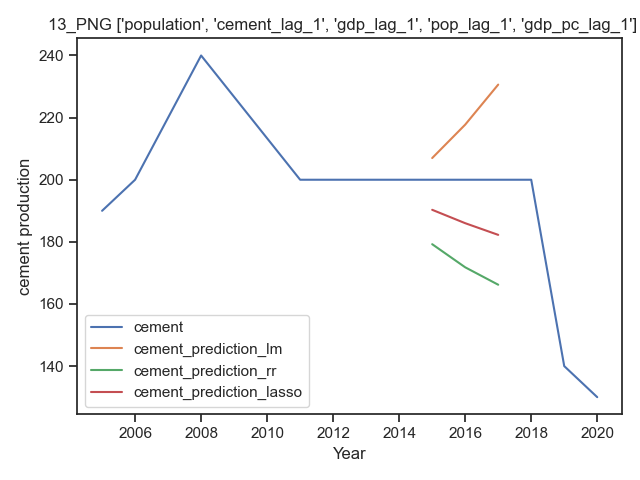 13_PNG ['population', 'cement_lag_1', 'gdp_lag_1', 'pop_lag_1', 'gdp_pc_lag_1']
240
220
200
180
160
140
cement production
cement
cement_prediction_lm
cement_prediction_rr
cement_prediction_lasso
2006 2008 2010 2012 2014 2016 2018 2020
Year